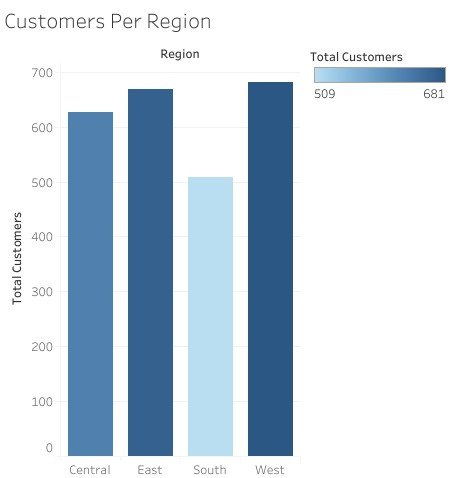 Customers Per Region
Region
Total Customers
509 681
700
600
500
400
300
200
100
0
Total Customers
Central East South West